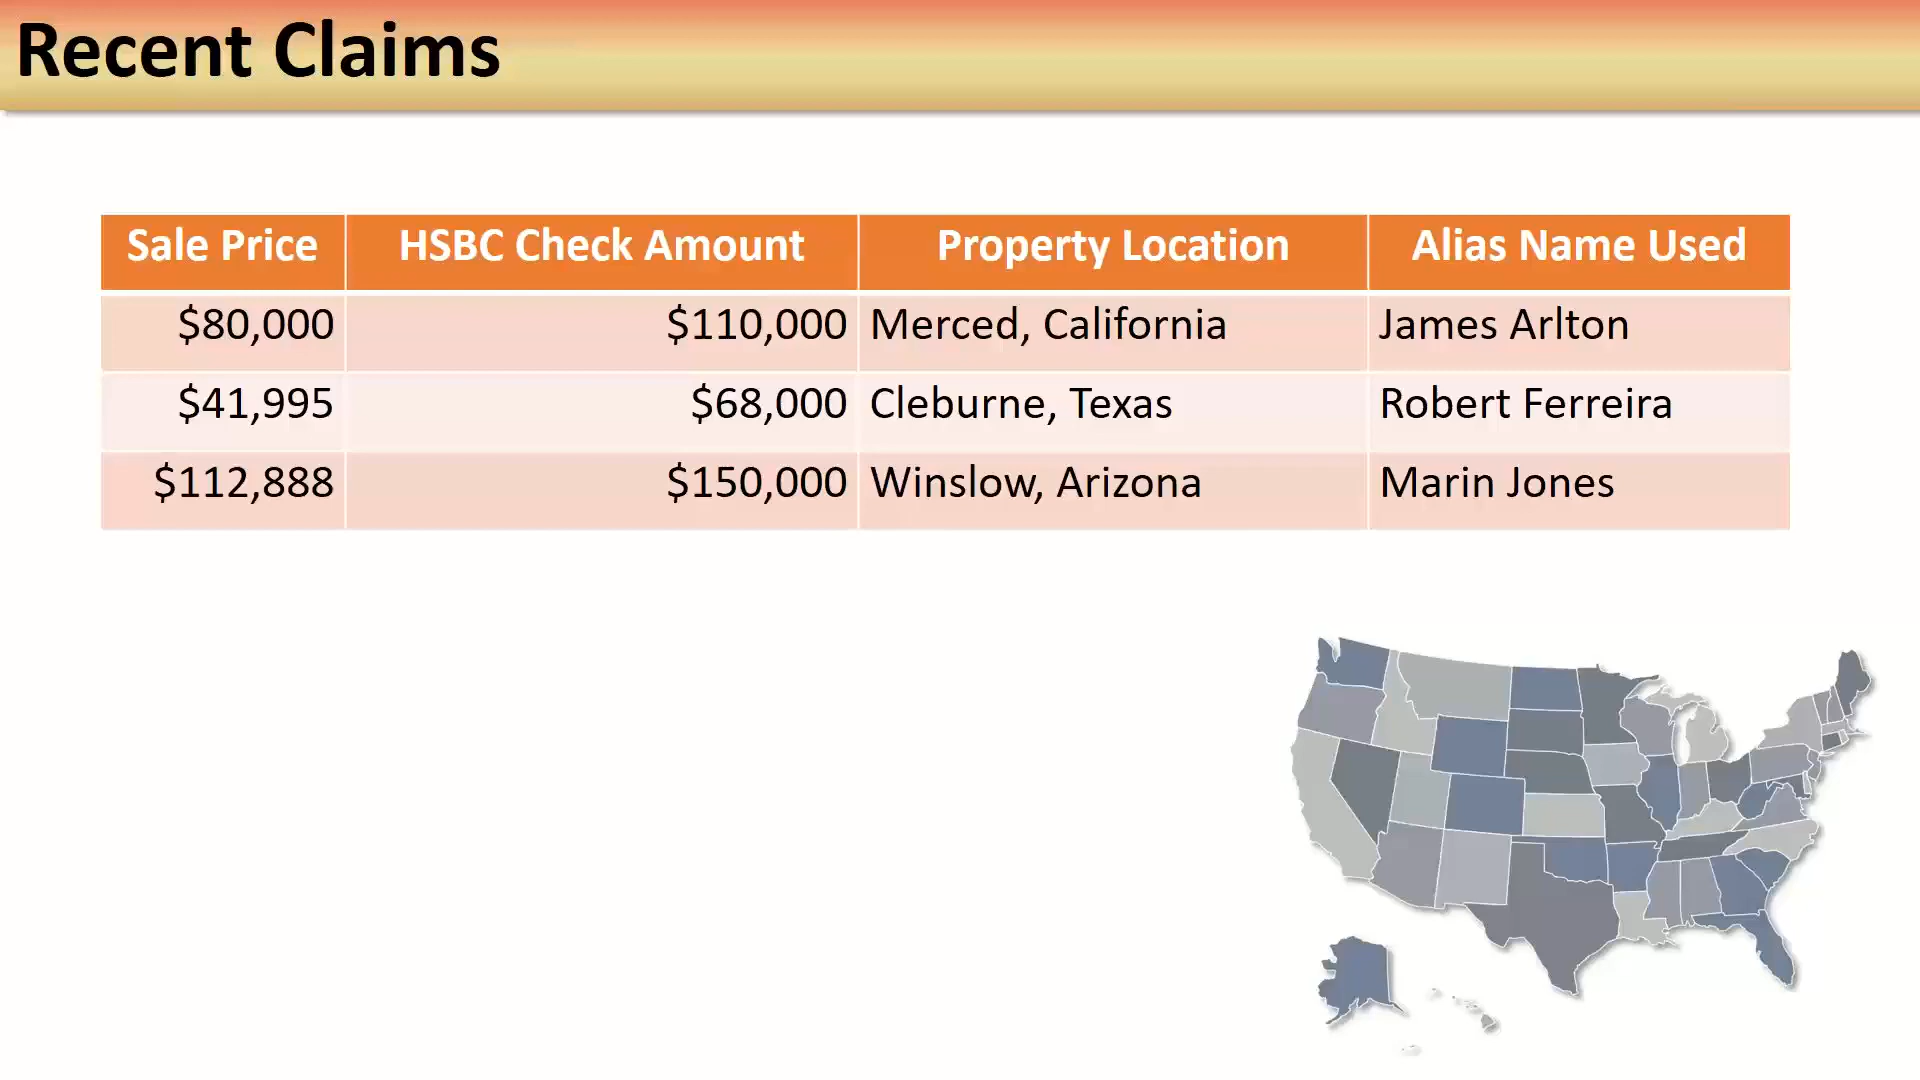 Recent Claims
Sale Price HSBC Check Amount Property Location Alias Name Used
$80,000 $110,000 Merced, California James Arlton
$41,995 $68,000 Cleburne, Texas Robert Ferreira
$112,888 $150,000 Winslow, Arizona Marin Jones